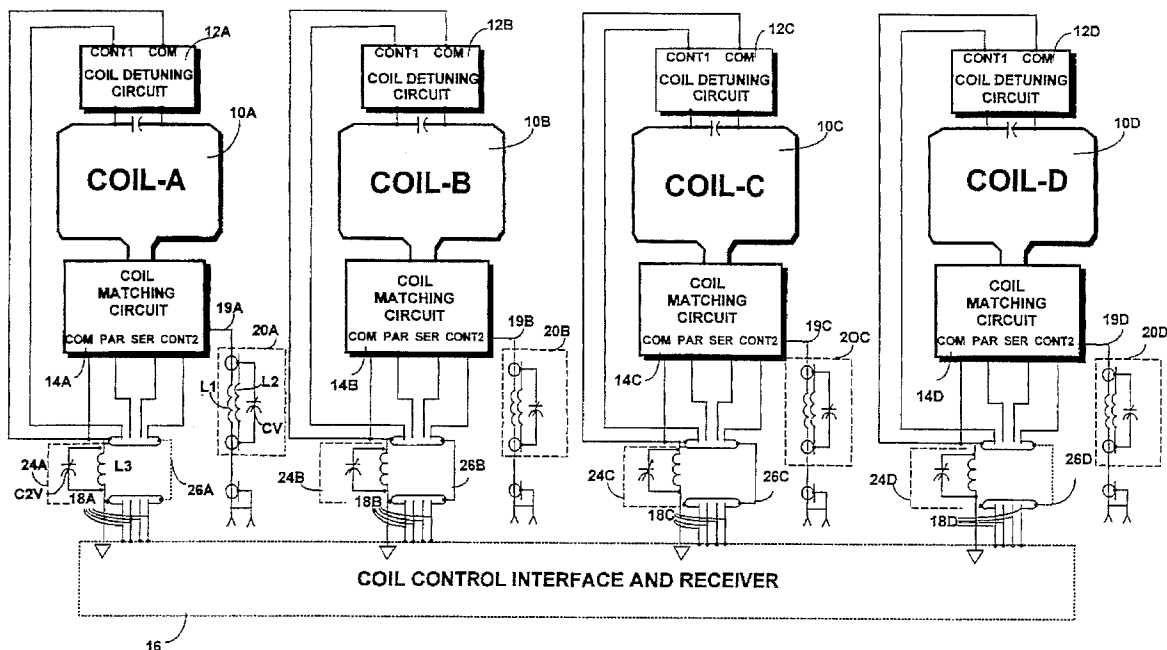 12A
12B
12C
12D
CONT1 COM
COIL DETUNING
CIRCUIT
CONT1 COM
COIL DETUNING
CIRCUIT
CONT1 COM
COIL DETUNING
CIRCUIT
CONT1 COM
COIL DETUNING
CIRCUIT
10A
10B
10C
10D
COIL-A
COIL-B
COIL-C
COIL-D
COIL
MATCHING
CIRCUIT
COM PAR SER CONT2
COIL
MATCHING
CIRCUIT
COM PAR SER CONT2
COIL
MATCHING
CIRCUIT
COM PAR SER CONT2
COIL
MATCHING
CIRCUIT
COM PAR SER CONT2
19A
19B
19C
19D
20A
20B
20C
20D
14A
14B
14C
14D
L1
L2
CV
24A
L3
C2V
26A
18A
24B
26B
18B
24C
26C
18C
24D
26D
18D
COIL CONTROL INTERFACE AND RECEIVER
16